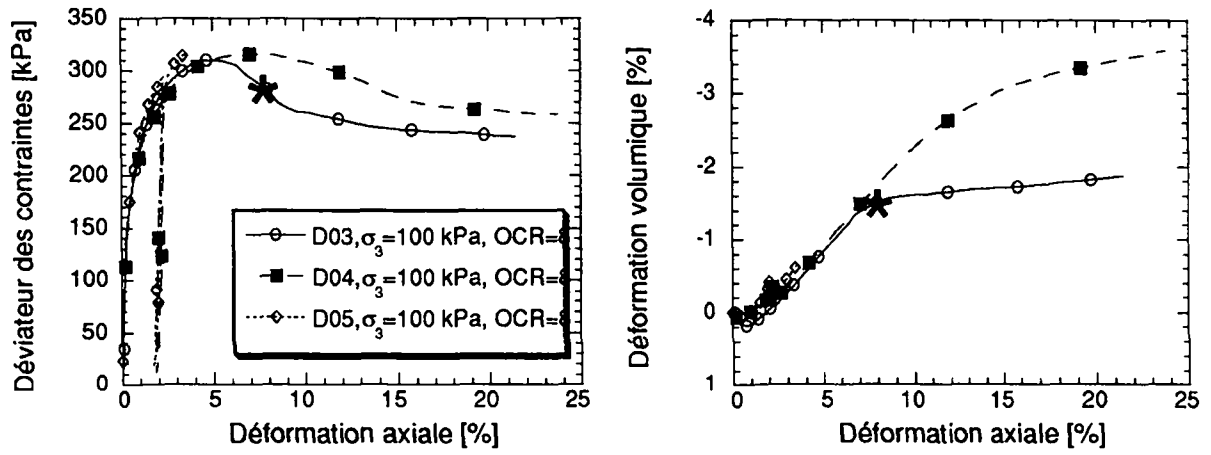 Déviateur des contraintes [kPa]
350
300
250
200
150
100
50
0
D03,σ3=100 kPa, OCR=8
D04,σ3=100 kPa, OCR=8
D05,σ3=100 kPa, OCR=8
0 5 10 15 20 25
Déformation axiale [%]
Déformation volumique [%]
-4
-3
-2
-1
0
1
0 5 10 15 20 25
Déformation axiale [%]